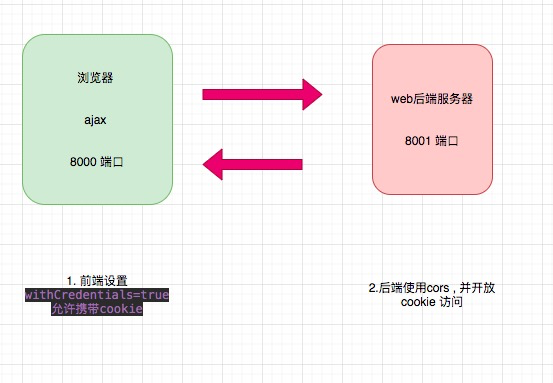 浏览器
ajax
8000 端口
web后端服务器
8001 端口
1. 前端设置
withCredentials=true
允许携带cookie
2.后端使用cors , 并开放
cookie 访问